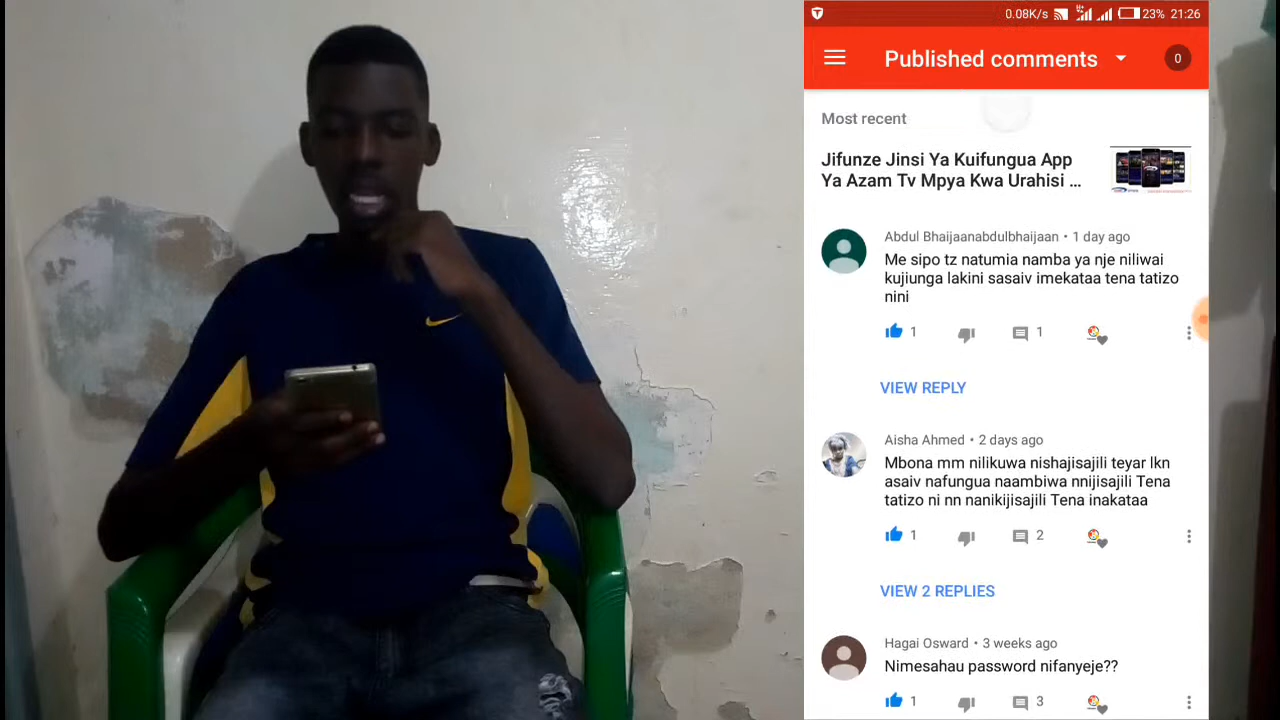 0.08K/s 23% 21:26
Published comments
0
Most recent
Jifunze Jinsi Ya Kuifungua App
Ya Azam Tv Mpya Kwa Urahisi ...
Abdul Bhaijaanabdulbhaijaan • 1 day ago
Me sipo tz natumia namba ya nje niliwai
kujiunga lakini sasaiv imekataa tena tatizo
nini
1 1
VIEW REPLY
Aisha Ahmed • 2 days ago
Mbona mm nilikuwa nishajisajili teyar lkn
asaiv nafungua naambiwa nnijisajili Tena
tatizo ni nn nanikijisajili Tena inakataa
1 2
VIEW 2 REPLIES
Hagai Osward • 3 weeks ago
Nimesahau password nifanyeje??
1 3